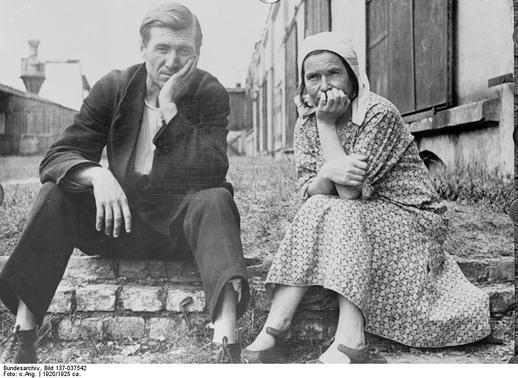 Bundesarchiv, Bild 137-037542
Foto: o.Ang. | 1920/1925 ca.